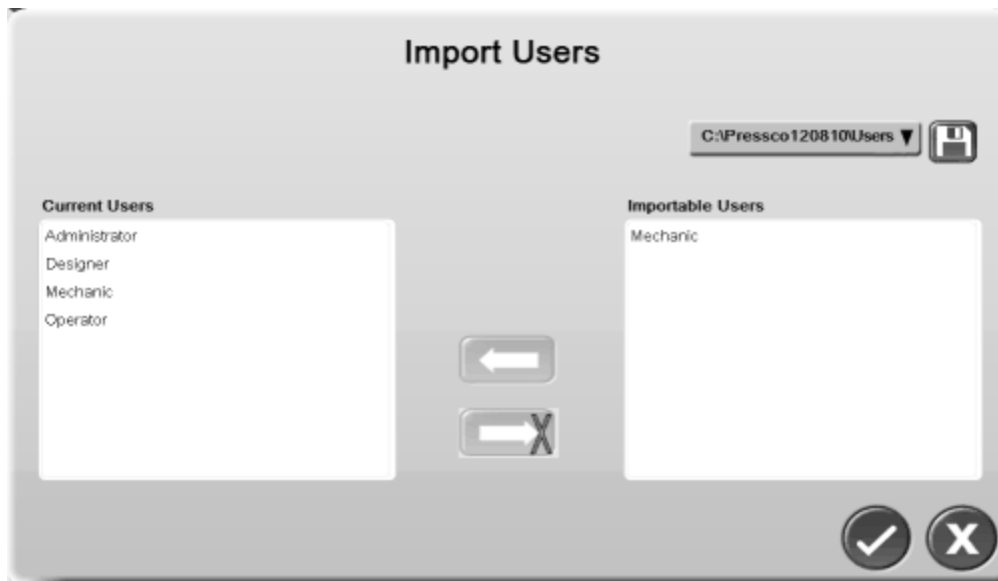 Import Users
C:\Pressco120810\Users
Current Users
Administrator
Designer
Mechanic
Operator
Importable Users
Mechanic